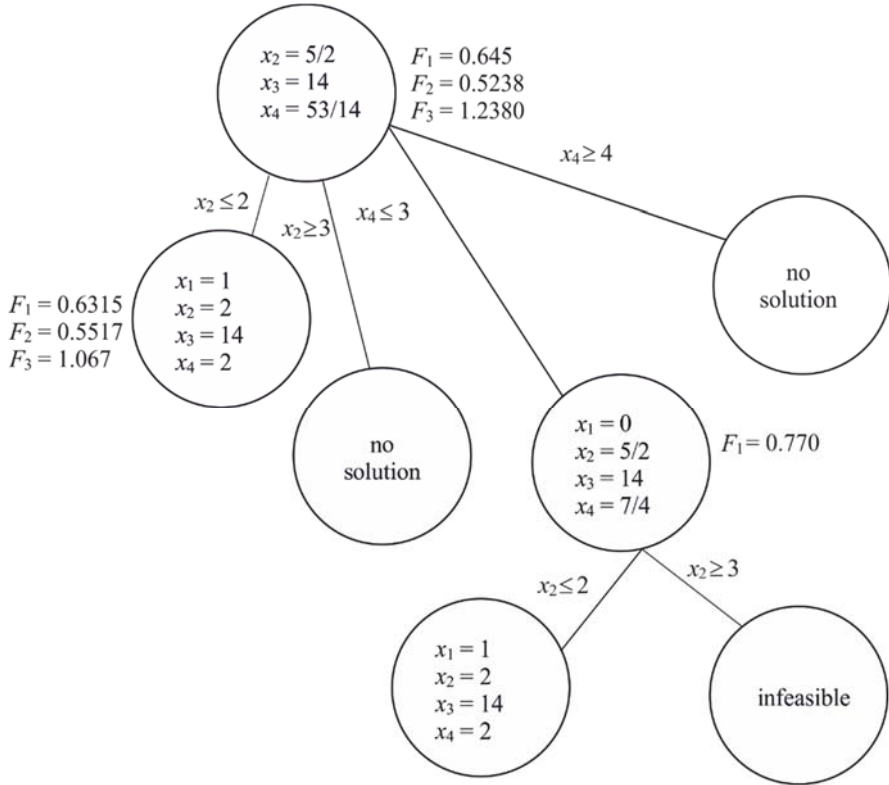 x₂ = 5/2
x₃ = 14
x₄ = 53/14
F₁ = 0.645
F₂ = 0.5238
F₃ = 1.2380
x₂ ≤ 2
x₂ ≥ 3
x₄ ≤ 3
x₄ ≥ 4
F₁ = 0.6315
F₂ = 0.5517
F₃ = 1.067
x₁ = 1
x₂ = 2
x₃ = 14
x₄ = 2
no
solution
no
solution
x₁ = 0
x₂ = 5/2
x₃ = 14
x₄ = 7/4
F₁ = 0.770
x₂ ≤ 2
x₂ ≥ 3
x₁ = 1
x₂ = 2
x₃ = 14
x₄ = 2
infeasible